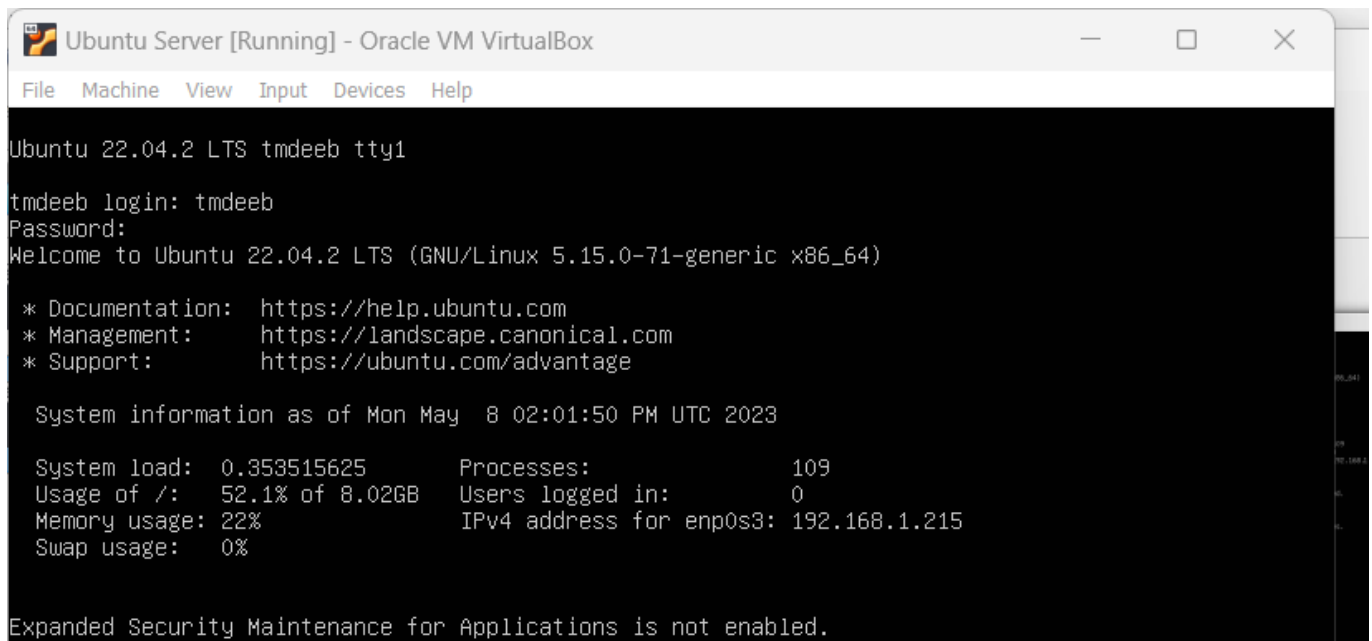 Ubuntu Server [Running] - Oracle VM VirtualBox
File Machine View Input Devices Help
Ubuntu 22.04.2 LTS tmdeeb tty1
tmdeeb login: tmdeeb
Password:
Welcome to Ubuntu 22.04.2 LTS (GNU/Linux 5.15.0-71-generic x86_64)
* Documentation: https://help.ubuntu.com
* Management: https://landscape.canonical.com
* Support: https://ubuntu.com/advantage
System information as of Mon May 8 02:01:50 PM UTC 2023
System load: 0.353515625 Processes: 109
Usage of /: 52.1% of 8.02GB Users logged in: 0
Memory usage: 22% IPv4 address for enp0s3: 192.168.1.215
Swap usage: 0%
Expanded Security Maintenance for Applications is not enabled.